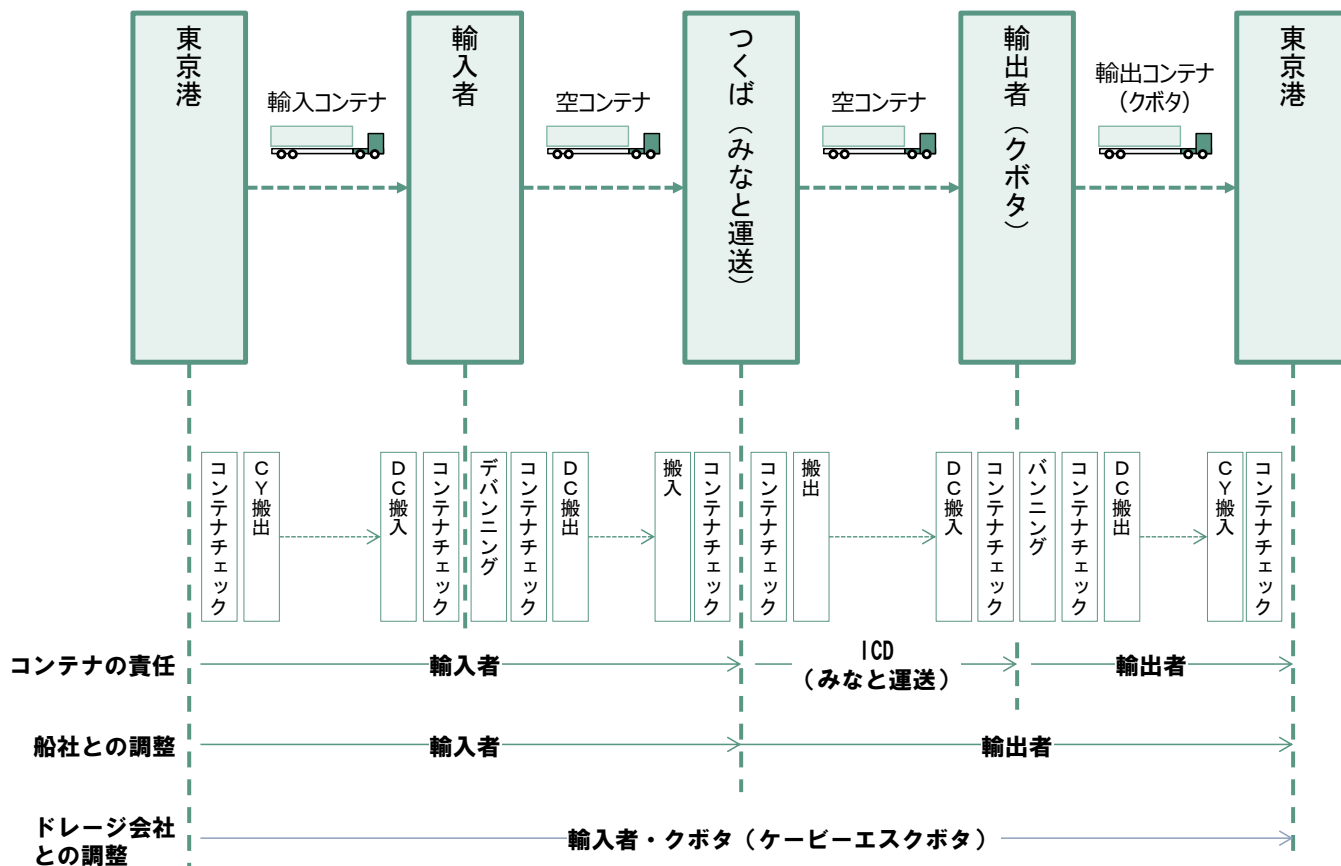 東京港
輸入コンテナ
輸入者
空コンテナ
つくば（みなと運送）
空コンテナ
輸出者（クボタ）
輸出コンテナ
（クボタ）
東京港
コンテナチェック
CY搬出
DC搬入
コンテナチェック
デバンニング
コンテナチェック
DC搬出
搬入
コンテナチェック
コンテナチェック
搬出
DC搬入
コンテナチェック
バンニング
コンテナチェック
DC搬出
CY搬入
コンテナチェック
コンテナの責任
輸入者
ICD
（みなと運送）
輸出者
船社との調整
輸入者
輸出者
ドレージ会社
との調整
輸入者・クボタ（ケービーエスクボタ）